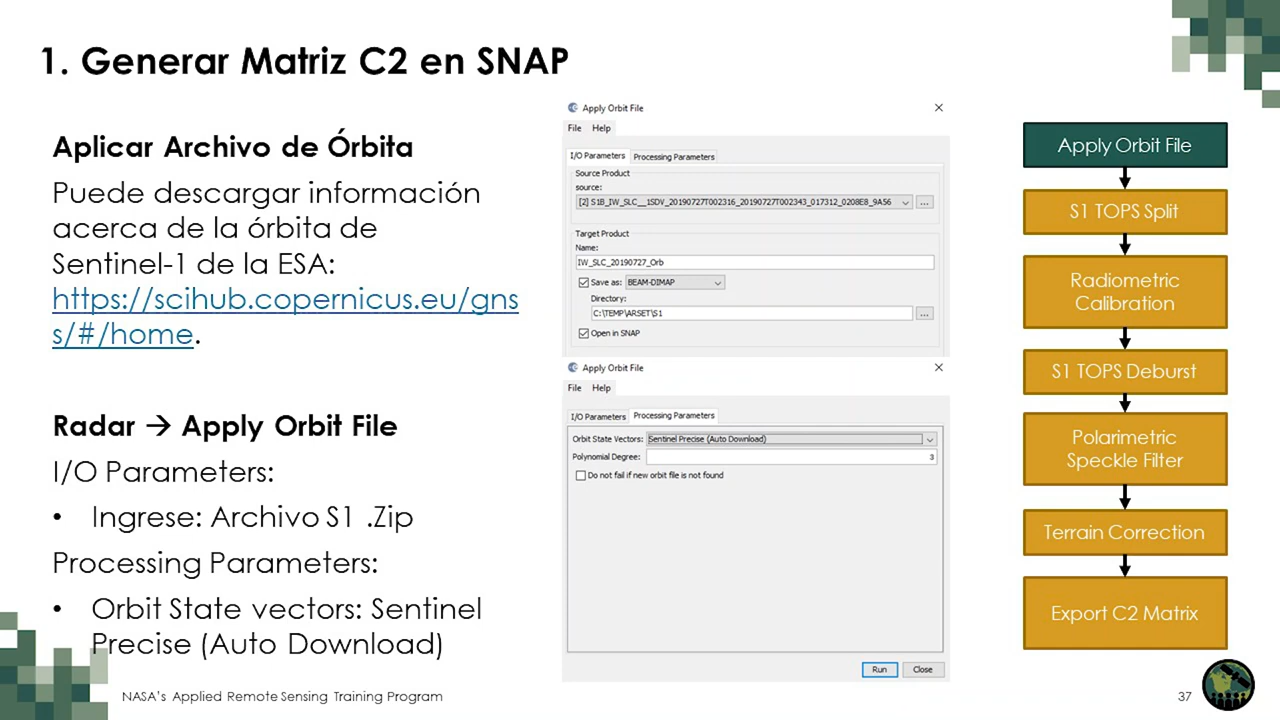 1. Generar Matriz C2 en SNAP
Aplicar Archivo de Órbita
Puede descargar información
acerca de la órbita de
Sentinel-1 de la ESA:
https://scihub.copernicus.eu/gns
s/#/home.
Radar → Apply Orbit File
I/O Parameters:
• Ingrese: Archivo S1 .Zip
Processing Parameters:
• Orbit State vectors: Sentinel
Precise (Auto Download)
Apply Orbit File
File Help
I/O Parameters Processing Parameters
Source Product
source:
[2] S1B_IW_SLC__1SDV_20190727T002316_20190727T002343_017312_0208E8_9A56 ...
Target Product
Name:
IW_SLC_20190727_Orb
Save as: BEAM-DIMAP
Directory:
C:\TEMP\ARSET\S1 ...
Open in SNAP
Apply Orbit File
File Help
I/O Parameters Processing Parameters
Orbit State Vectors: Sentinel Precise (Auto Download)
Polynomial Degree: 3
Do not fail if new orbit file is not found
Run Close
Apply Orbit File
S1 TOPS Split
Radiometric
Calibration
S1 TOPS Deburst
Polarimetric
Speckle Filter
Terrain Correction
Export C2 Matrix
NASA's Applied Remote Sensing Training Program
37